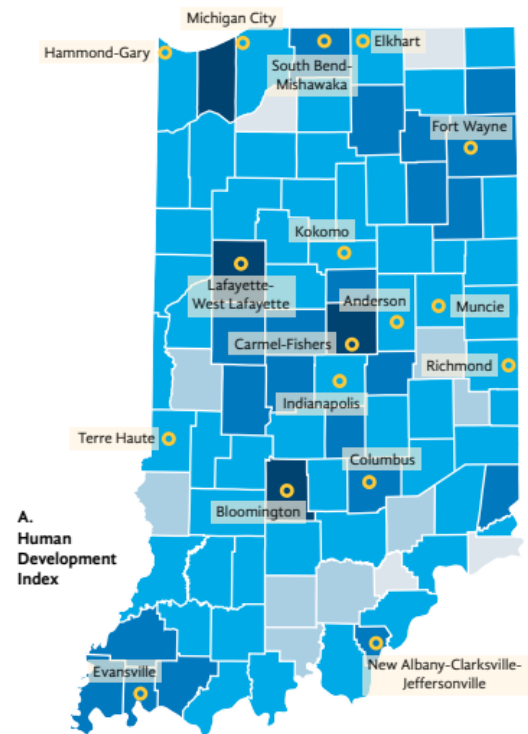 Michigan City
Hammond-Gary
Elkhart
South Bend-
Mishawaka
Fort Wayne
Kokomo
Lafayette-
West Lafayette
Anderson
Muncie
Carmel-Fishers
Richmond
Indianapolis
Terre Haute
Columbus
Bloomington
A.
Human
Development
Index
Evansville
New Albany-Clarksville-
Jeffersonville